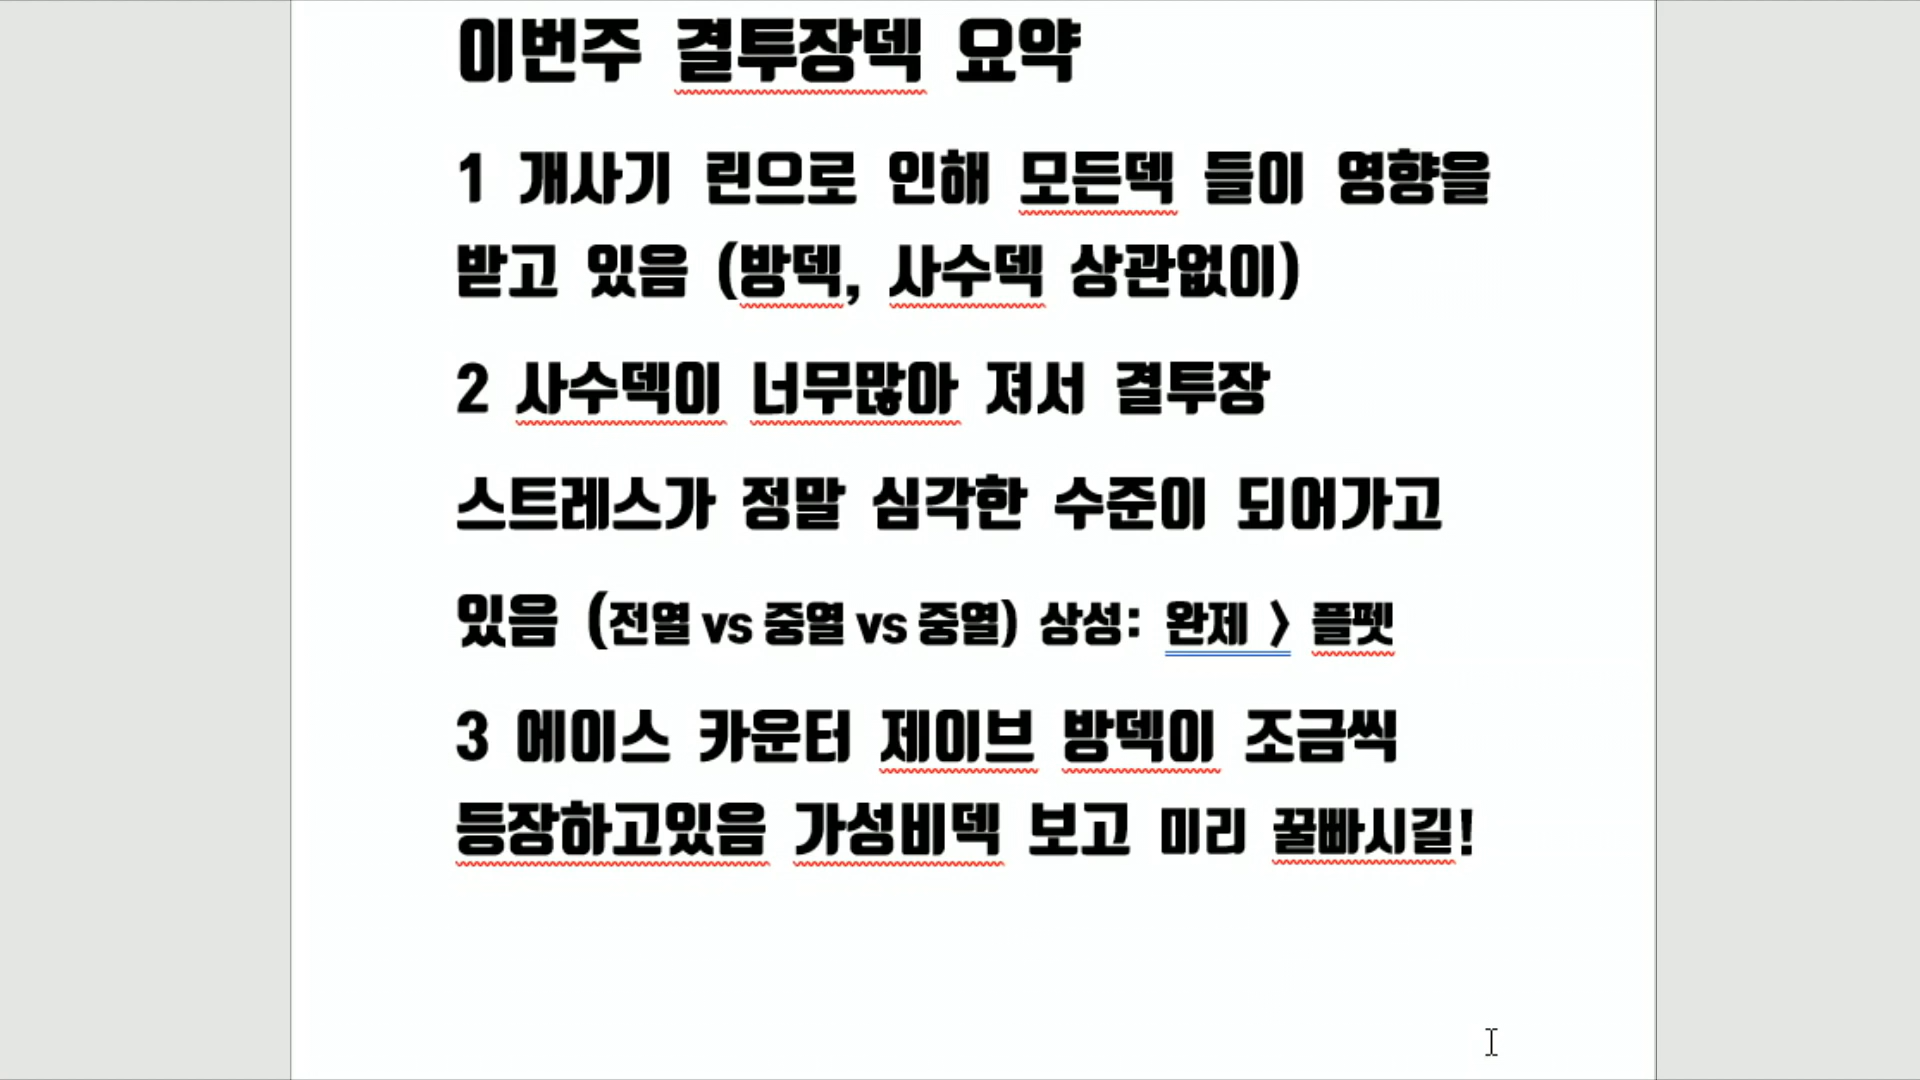 이번주 결투장덱 요약
1 개사기 린으로 인해 모든덱 들이 영향을
받고 있음 (방덱, 사수덱 상관없이)
2 사수덱이 너무많아 져서 결투장
스트레스가 정말 심각한 수준이 되어가고
있음 (전열 vs 중열 vs 중열) 상성: 완제 > 플펫
3 에이스 카운터 제이브 방덱이 조금씩
등장하고있음 가성비덱 보고 미리 꿀빠시길!